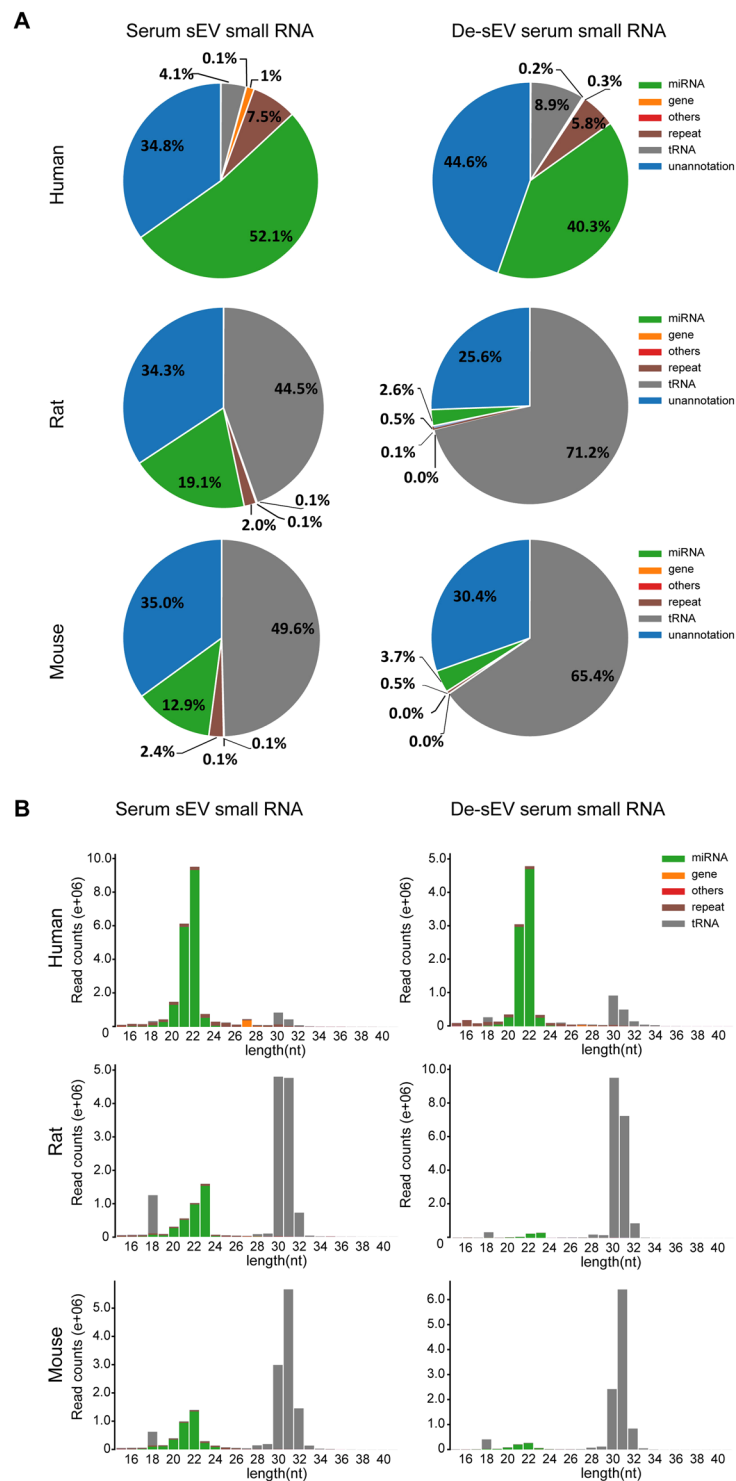 A
Serum sEV small RNA
De-sEV serum small RNA
Human
0.1%
4.1%
1%
7.5%
34.8%
52.1%
0.2%
0.3%
8.9%
5.8%
44.6%
40.3%
miRNA
gene
others
repeat
tRNA
unannotation
Rat
34.3%
44.5%
19.1%
0.1%
0.1%
2.0%
25.6%
2.6%
0.5%
0.1%
0.0%
71.2%
miRNA
gene
others
repeat
tRNA
unannotation
Mouse
35.0%
49.6%
12.9%
2.4%
0.1%
0.1%
30.4%
3.7%
0.5%
0.0%
0.0%
65.4%
miRNA
gene
others
repeat
tRNA
unannotation
B
Serum sEV small RNA
De-sEV serum small RNA
Human
Read counts (e+06)
10.0
8.0
6.0
4.0
2.0
0
16 18 20 22 24 26 28 30 32 34 36 38 40
length(nt)
Read counts (e+06)
5.0
4.0
3.0
2.0
1.0
0
16 18 20 22 24 26 28 30 32 34 36 38 40
length(nt)
miRNA
gene
others
repeat
tRNA
Rat
Read counts (e+06)
5.0
4.0
3.0
2.0
1.0
0
16 18 20 22 24 26 28 30 32 34 36 38 40
length(nt)
Read counts (e+06)
10.0
8.0
6.0
4.0
2.0
0
16 18 20 22 24 26 28 30 32 34 36 38 40
length(nt)
Mouse
Read counts (e+06)
5.0
4.0
3.0
2.0
1.0
0
16 18 20 22 24 26 28 30 32 34 36 38 40
length(nt)
Read counts (e+06)
6.0
5.0
4.0
3.0
2.0
1.0
0
16 18 20 22 24 26 28 30 32 34 36 38 40
length(nt)